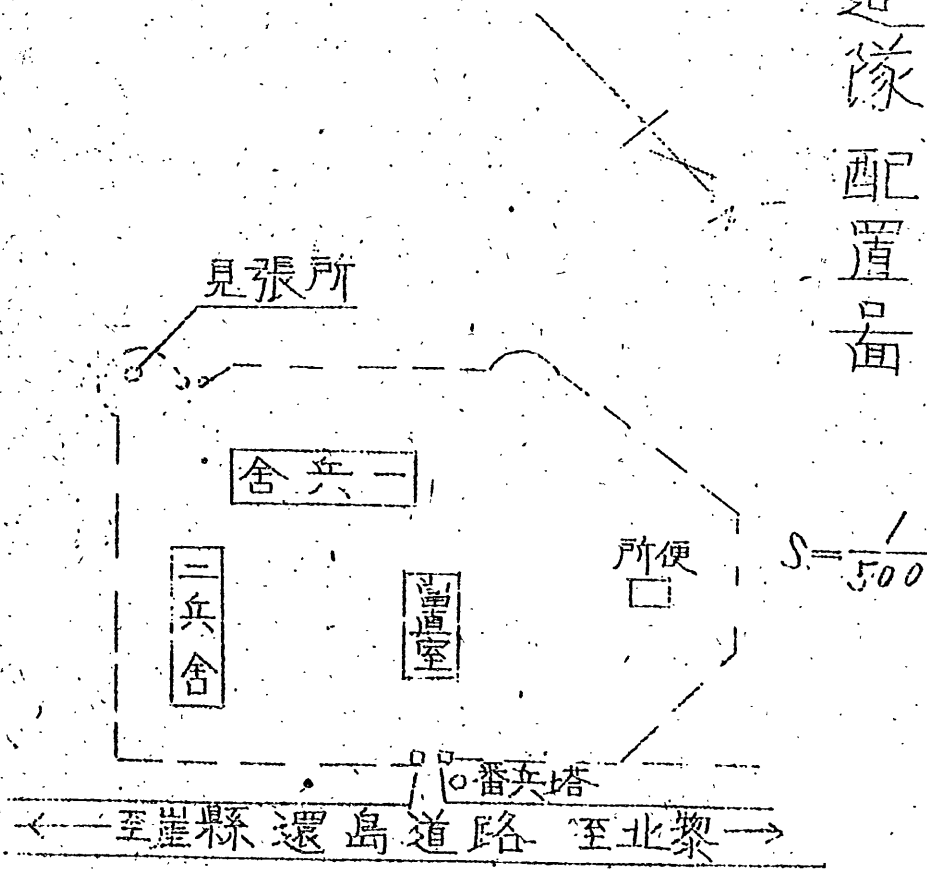 隊配置圖
見張所
一兵舍
二兵舍
當直室
便所
S=1/500
番兵塔
←至崖縣 還島道路 至北黎→